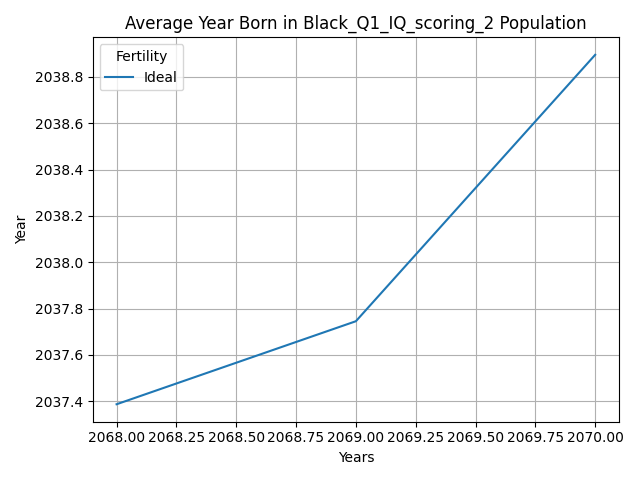 Average Year Born in Black_Q1_IQ_scoring_2 Population
Fertility
Ideal
Year
2038.8
2038.6
2038.4
2038.2
2038.0
2037.8
2037.6
2037.4
2068.00 2068.25 2068.50 2068.75 2069.00 2069.25 2069.50 2069.75 2070.00
Years